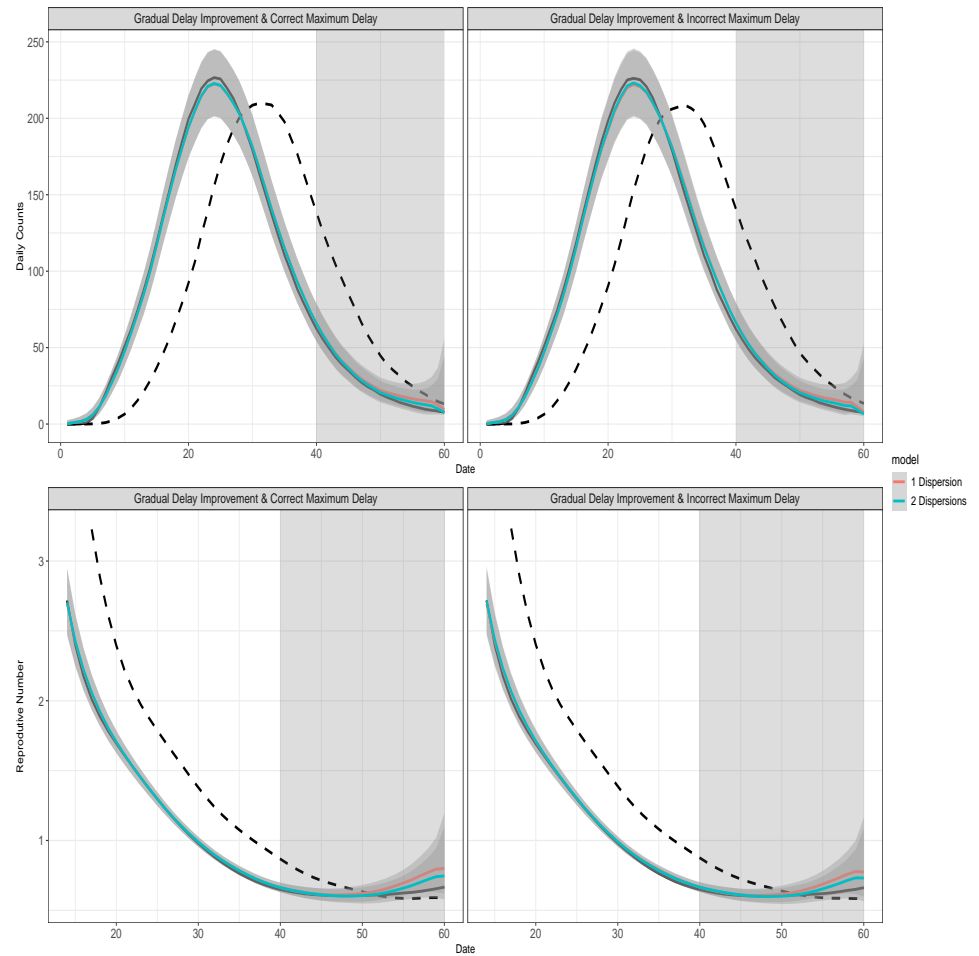 Gradual Delay Improvement & Correct Maximum Delay
Gradual Delay Improvement & Incorrect Maximum Delay
250
200
150
100
50
0
Daily Counts
0 20 40 60
0 20 40 60
Date
Gradual Delay Improvement & Correct Maximum Delay
Gradual Delay Improvement & Incorrect Maximum Delay
3
2
1
Reprodutive Number
20 30 40 50 60
20 30 40 50 60
Date
model
1 Dispersion
2 Dispersions